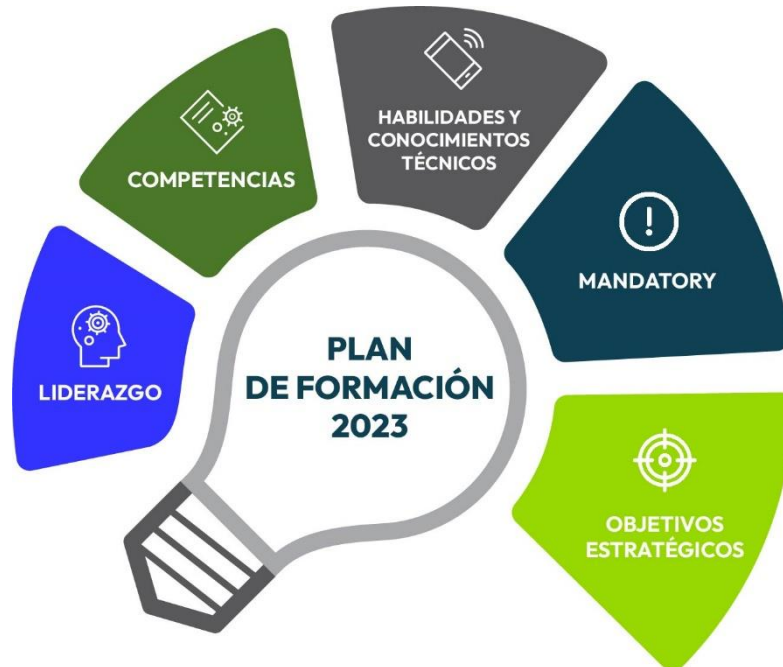 LIDERAZGO
COMPETENCIAS
HABILIDADES Y
CONOCIMIENTOS
TÉCNICOS
MANDATORY
OBJETIVOS
ESTRATÉGICOS
PLAN
DE FORMACIÓN
2023